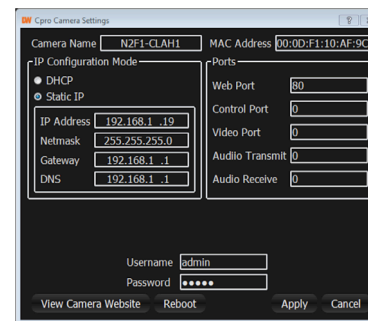 DW Cpro Camera Settings
?
Camera Name N2F1-CLAH1 MAC Address 00:0D:F1:10:AF:9C
IP Configuration Mode
DHCP
Static IP
IP Address 192.168.1 .19
Netmask 255.255.255.0
Gateway 192.168.1 .1
DNS 192.168.1 .1
Ports
Web Port 80
Control Port 0
Video Port 0
Audiio Transmit 0
Audio Receive 0
Username admin
Password •••••
View Camera Website Reboot Apply Cancel